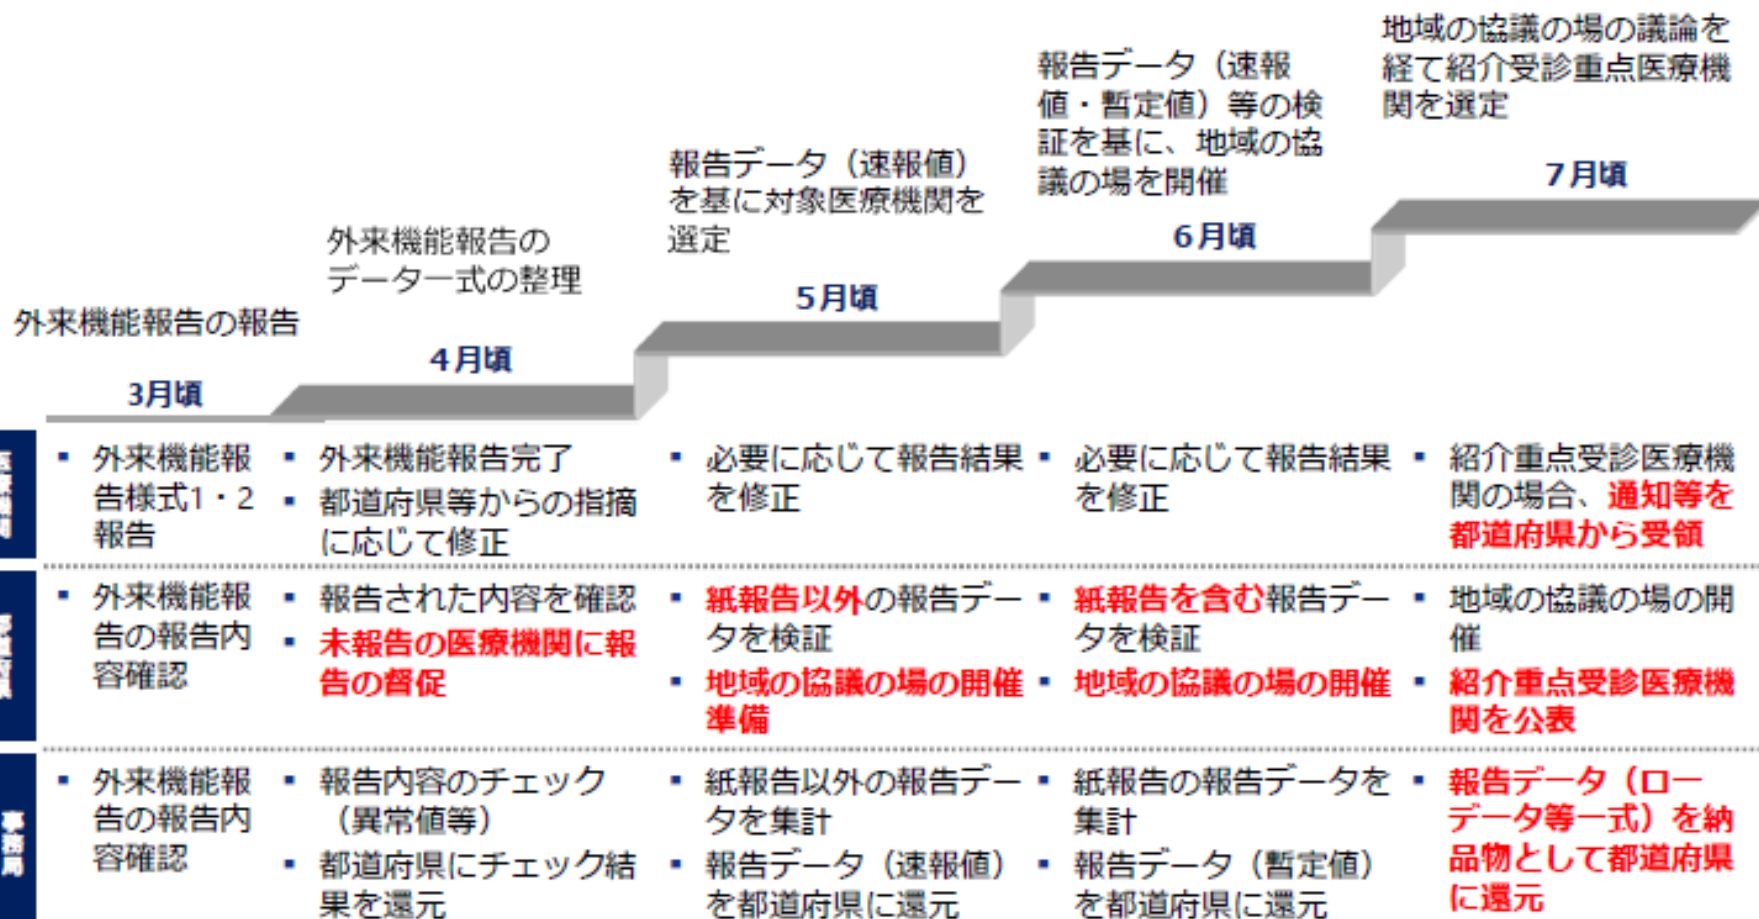 地域の協議の場の議論を
経て紹介受診重点医療機
関を選定
報告データ（速報
値・暫定値）等の検
証を基に、地域の協
議の場を開催
報告データ（速報値）
を基に対象医療機関を
選定
外来機能報告の
データ一式の整理
外来機能報告の報告
3月頃
4月頃
5月頃
6月頃
7月頃
外来機能報
告様式1・2
報告
外来機能報告完了
都道府県等からの指摘
に応じて修正
必要に応じて報告結果
を修正
必要に応じて報告結果
を修正
紹介重点受診医療機
関の場合、通知等を
都道府県から受領
外来機能報
告の報告内
容確認
報告された内容を確認
未報告の医療機関に報
告の督促
紙報告以外の報告デー
タを検証
地域の協議の場の開催
準備
紙報告を含む報告デー
タを検証
地域の協議の場の開催
地域の協議の場の開
催
紹介重点受診医療機
関を公表
事務局
外来機能報
告の報告内
容確認
報告内容のチェック
（異常値等）
都道府県にチェック結
果を還元
紙報告以外の報告デー
タを集計
報告データ（速報値）
を都道府県に還元
紙報告の報告データを
集計
報告データ（暫定値）
を都道府県に還元
報告データ（ロー
データ等一式）を納
品物として都道府県
に還元